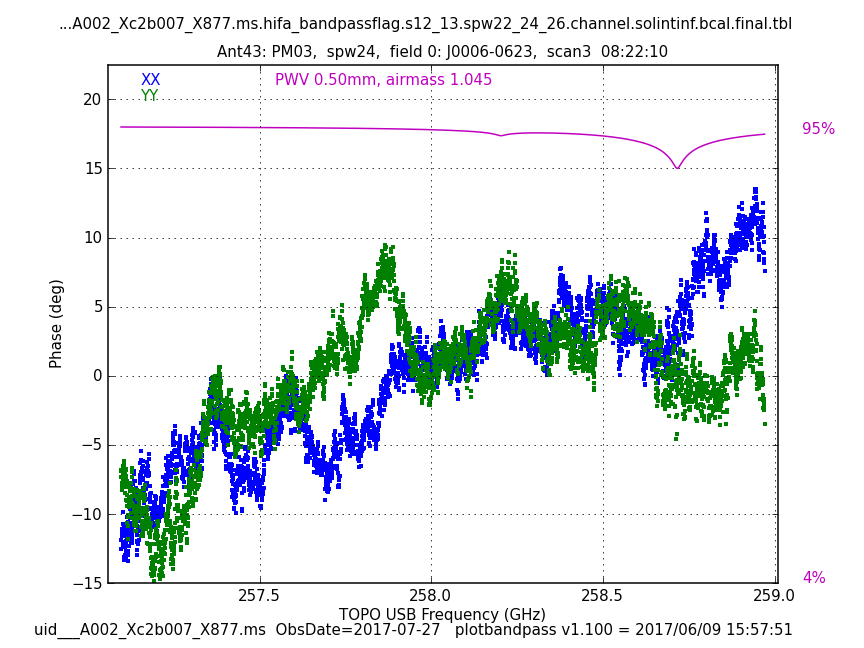 ...A002_Xc2b007_X877.ms.hifa_bandpassflag.s12_13.spw22_24_26.channel.solintinf.bcal.final.tbl
Ant43: PM03,  spw24,  field 0: J0006-0623,  scan3  08:22:10
XX
YY
PWV 0.50mm, airmass 1.045
95%
4%
Phase (deg)
20
15
10
5
0
−5
−10
−15
257.5
258.0
258.5
259.0
TOPO USB Frequency (GHz)
uid___A002_Xc2b007_X877.ms  ObsDate=2017-07-27   plotbandpass v1.100 = 2017/06/09 15:57:51